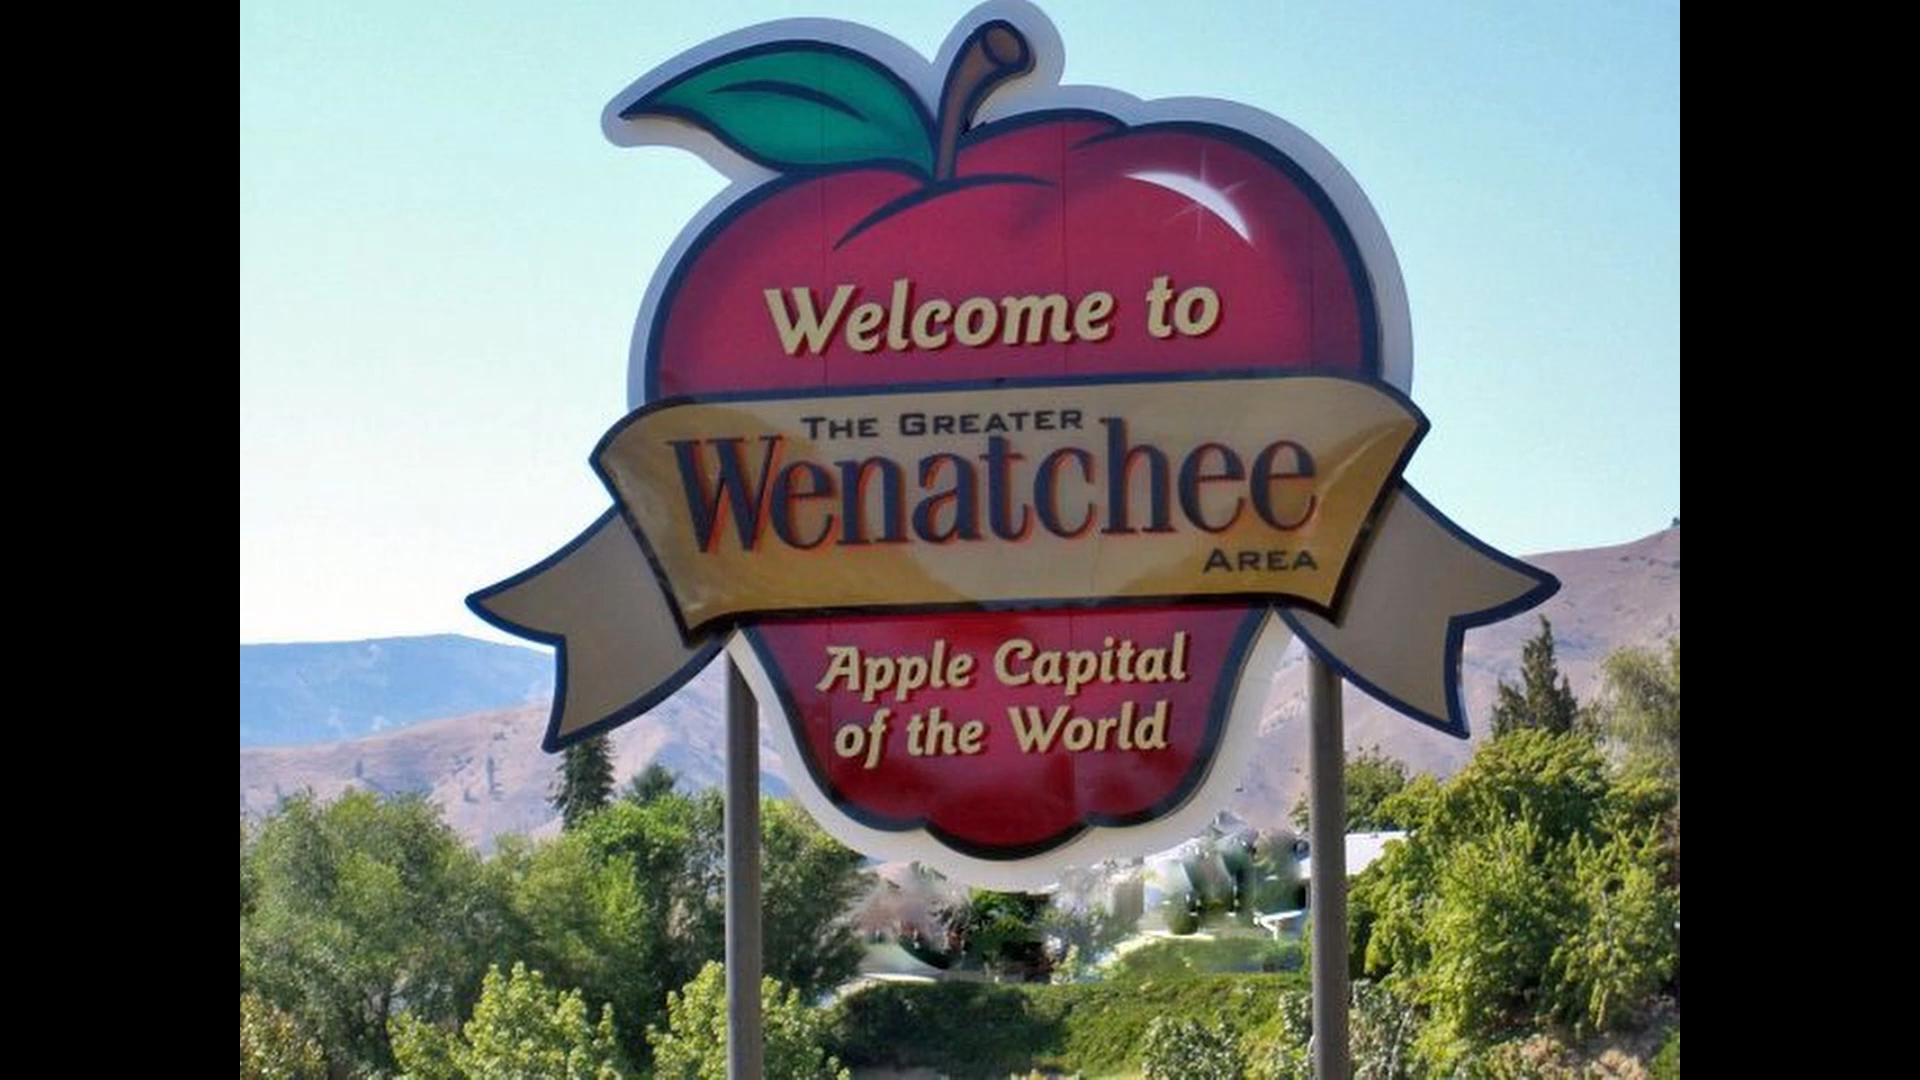 Welcome to
THE GREATER
Wenatchee
AREA
Apple Capital
of the World